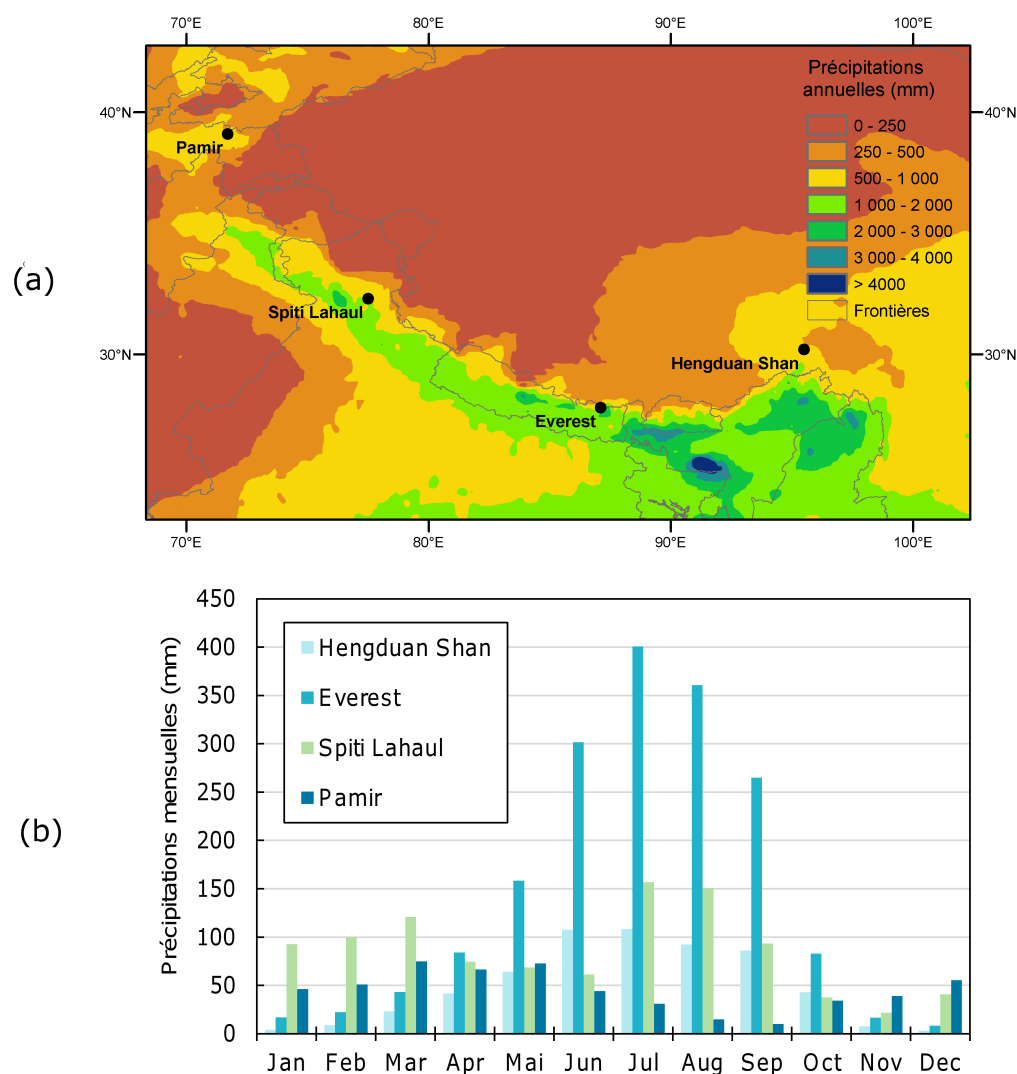 70°E 80°E 90°E 100°E
Précipitations
annuelles (mm)
40°N 40°N
0 - 250
Pamir
250 - 500
500 - 1 000
1 000 - 2 000
2 000 - 3 000
3 000 - 4 000
(a)
> 4000
Spiti Lahaul
Frontières
30°N 30°N
Hengduan Shan
Everest
70°E 80°E 90°E 100°E
(b)
Précipitations mensuelles (mm)
450
400
350
300
250
200
150
100
50
0
Hengduan Shan
Everest
Spiti Lahaul
Pamir
Jan Feb Mar Apr Mai Jun Jul Aug Sep Oct Nov Dec